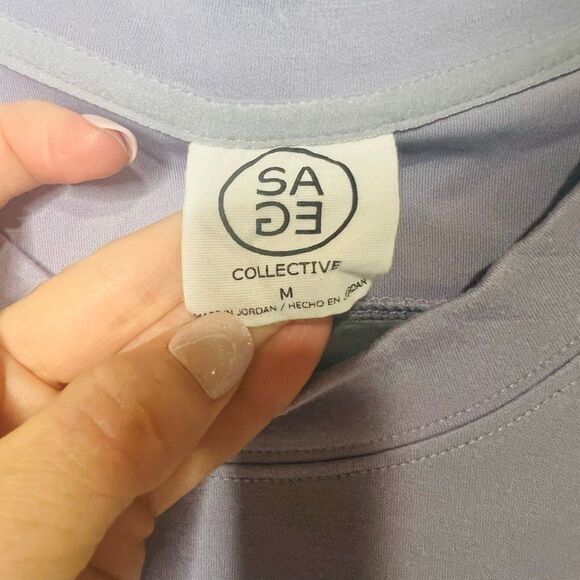 SA
GE
COLLECTIVE
M
MADE IN JORDAN / HECHO EN JORDAN